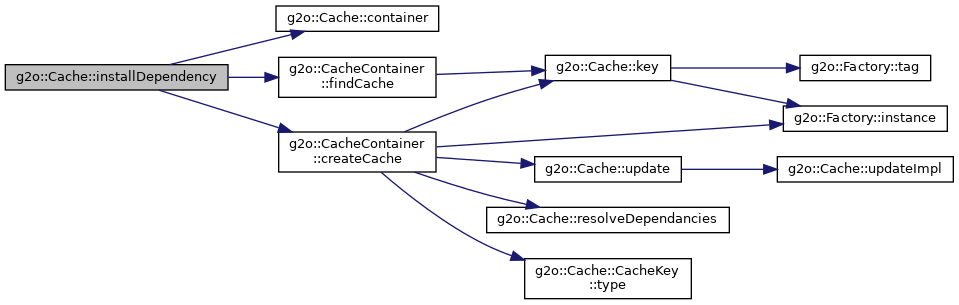 g2o::Cache::installDependency
g2o::Cache::container
g2o::CacheContainer
::findCache
g2o::CacheContainer
::createCache
g2o::Cache::key
g2o::Cache::update
g2o::Cache::resolveDependancies
g2o::Cache::CacheKey
::type
g2o::Factory::tag
g2o::Factory::instance
g2o::Cache::updateImpl